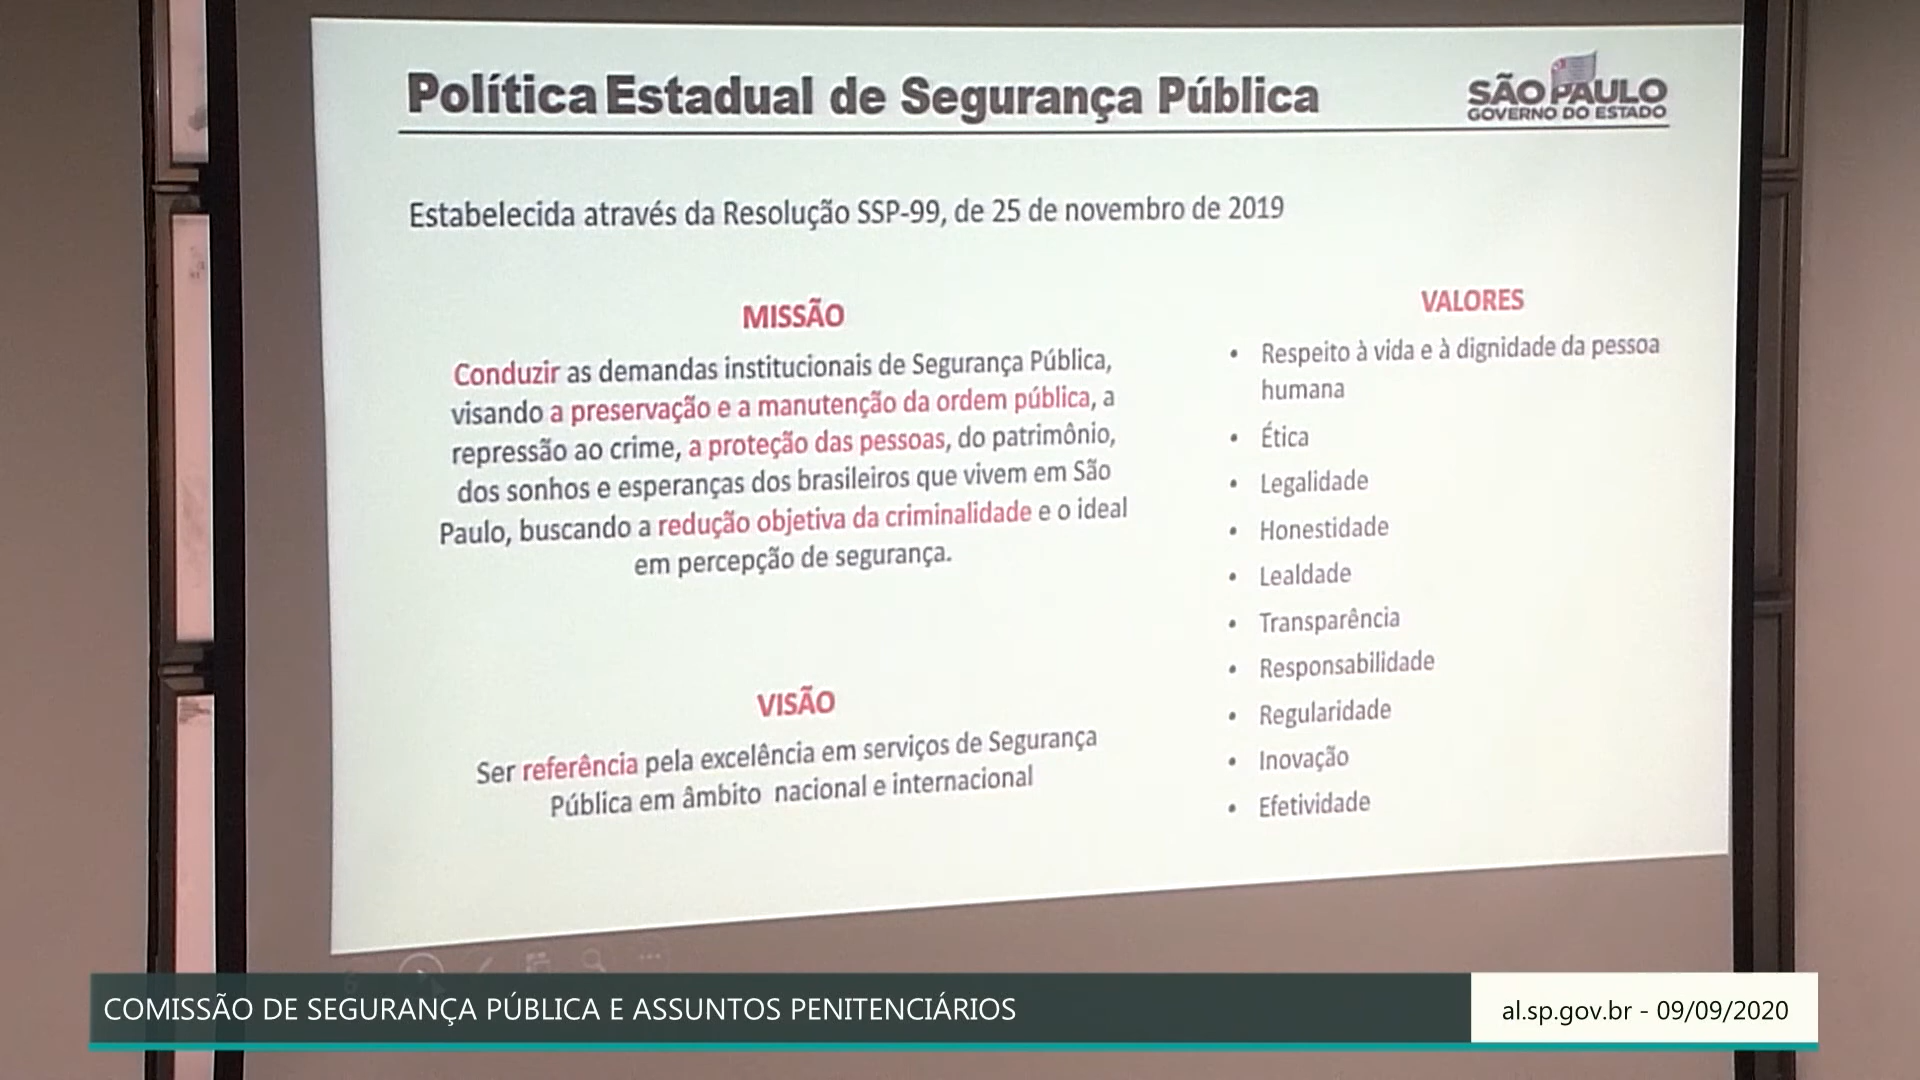 Política Estadual de Segurança Pública
SÃO PAULO
GOVERNO DO ESTADO
Estabelecida através da Resolução SSP-99, de 25 de novembro de 2019
MISSÃO
Conduzir as demandas institucionais de Segurança Pública,
visando a preservação e a manutenção da ordem pública, a
repressão ao crime, a proteção das pessoas, do patrimônio,
dos sonhos e esperanças dos brasileiros que vivem em São
Paulo, buscando a redução objetiva da criminalidade e o ideal
em percepção de segurança.
VISÃO
Ser referência pela excelência em serviços de Segurança
Pública em âmbito nacional e internacional
VALORES
• Respeito à vida e à dignidade da pessoa
humana
• Ética
• Legalidade
• Honestidade
• Lealdade
• Transparência
• Responsabilidade
• Regularidade
• Inovação
• Efetividade
COMISSÃO DE SEGURANÇA PÚBLICA E ASSUNTOS PENITENCIÁRIOS
al.sp.gov.br - 09/09/2020